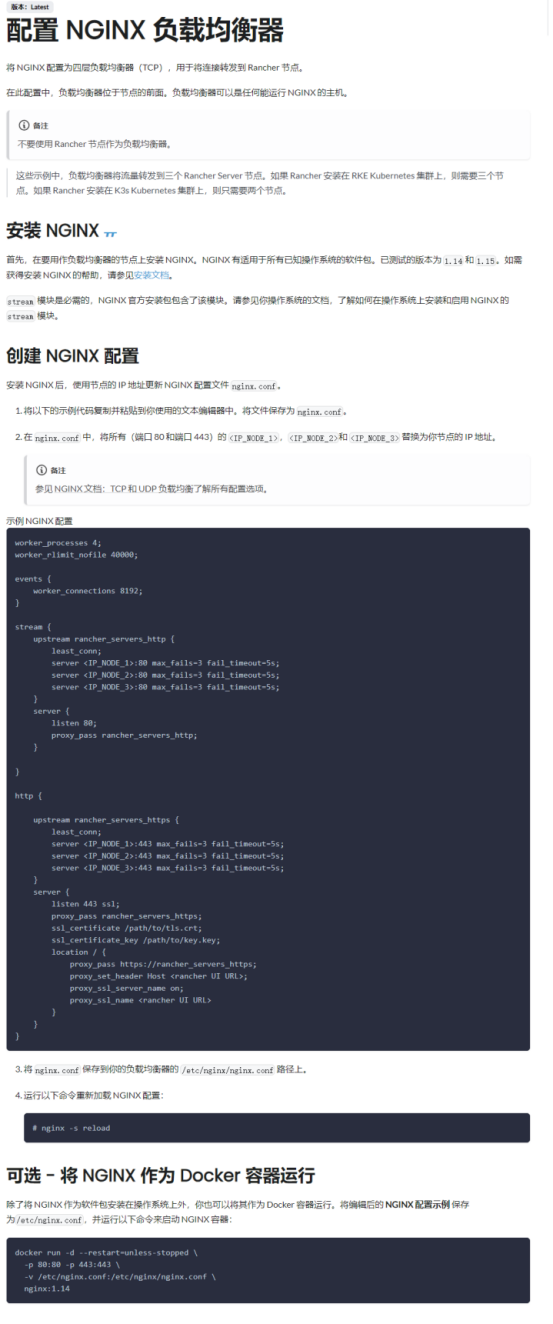 版本：Latest
配置 NGINX 负载均衡器
将 NGINX 配置为四层负载均衡器（TCP），用于将连接转发到 Rancher 节点。
在此配置中，负载均衡器位于节点的前面。负载均衡器可以是任何能运行 NGINX 的主机。
备注
不要使用 Rancher 节点作为负载均衡器。
这些示例中，负载均衡器将流量转发到三个 Rancher Server 节点。如果 Rancher 安装在 RKE Kubernetes 集群上，则需要三个节
点。如果 Rancher 安装在 K3s Kubernetes 集群上，则只需要两个节点。
安装 NGINX
首先，在要用作负载均衡器的节点上安装 NGINX。NGINX 有适用于所有已知操作系统的软件包。已测试的版本为 1.14 和 1.15。如需
获得安装 NGINX 的帮助，请参见安装文档。
stream 模块是必需的，NGINX 官方安装包包含了该模块。请参见你操作系统的文档，了解如何在操作系统上安装和启用 NGINX 的
stream 模块。
创建 NGINX 配置
安装 NGINX 后，使用节点的 IP 地址更新 NGINX 配置文件 nginx.conf。
1. 将以下的示例代码复制并粘贴到你使用的文本编辑器中。将文件保存为 nginx.conf。
2. 在 nginx.conf 中，将所有（端口 80 和端口 443）的 <IP_NODE_1>，<IP_NODE_2>和 <IP_NODE_3> 替换为你节点的 IP 地址。
备注
参见 NGINX 文档：TCP 和 UDP 负载均衡了解所有配置选项。
示例 NGINX 配置
worker_processes 4;
worker_rlimit_nofile 40000;
events {
worker_connections 8192;
}
stream {
upstream rancher_servers_http {
least_conn;
server <IP_NODE_1>:80 max_fails=3 fail_timeout=5s;
server <IP_NODE_2>:80 max_fails=3 fail_timeout=5s;
server <IP_NODE_3>:80 max_fails=3 fail_timeout=5s;
}
server {
listen 80;
proxy_pass rancher_servers_http;
}
}
http {
upstream rancher_servers_https {
least_conn;
server <IP_NODE_1>:443 max_fails=3 fail_timeout=5s;
server <IP_NODE_2>:443 max_fails=3 fail_timeout=5s;
server <IP_NODE_3>:443 max_fails=3 fail_timeout=5s;
}
server {
listen 443 ssl;
proxy_pass rancher_servers_https;
ssl_certificate /path/to/tls.crt;
ssl_certificate_key /path/to/key.key;
location / {
proxy_pass https://rancher_servers_https;
proxy_set_header Host <rancher UI URL>;
proxy_ssl_server_name on;
proxy_ssl_name <rancher UI URL>
}
}
}
3. 将 nginx.conf 保存到你的负载均衡器的 /etc/nginx/nginx.conf 路径上。
4. 运行以下命令重新加载 NGINX 配置：
# nginx -s reload
可选 - 将 NGINX 作为 Docker 容器运行
除了将 NGINX 作为软件包安装在操作系统上外，你也可以将其作为 Docker 容器运行。将编辑后的 NGINX 配置示例 保存
为 /etc/nginx.conf，并运行以下命令来启动 NGINX 容器：
docker run -d --restart=unless-stopped \
-p 80:80 -p 443:443 \
-v /etc/nginx.conf:/etc/nginx/nginx.conf \
nginx:1.14